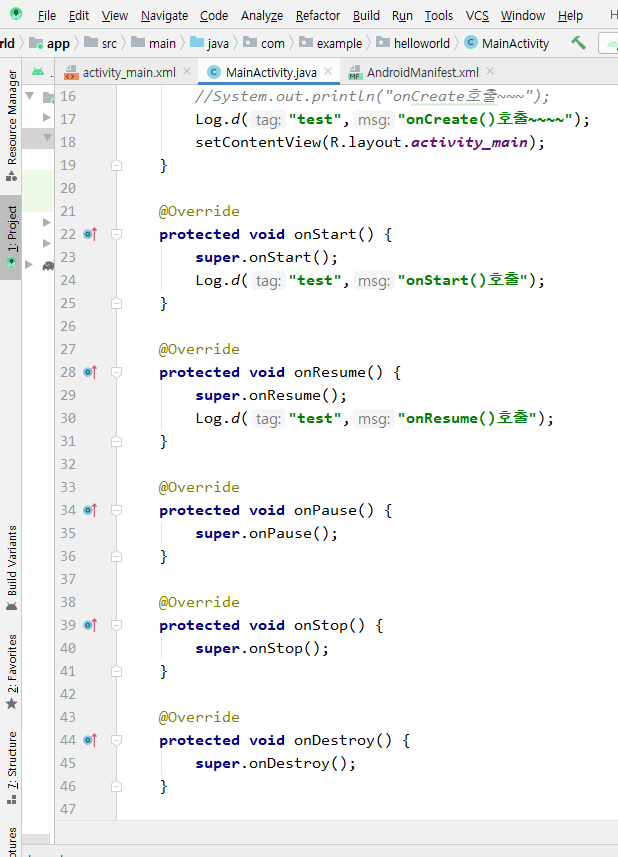 File Edit View Navigate Code Analyze Refactor Build Run Tools VCS Window Help H
rld app src main java com example helloworld MainActivity
activity_main.xml MainActivity.java AndroidManifest.xml
Resource Manager
1: Project
Build Variants
2: Favorites
7: Structure
ptures
16 //System.out.println("onCreate호출~~~");
17 Log.d( tag: "test", msg: "onCreate()호출~~~~");
18 setContentView(R.layout.activity_main);
19 }
20
21 @Override
22 protected void onStart() {
23 super.onStart();
24 Log.d( tag: "test", msg: "onStart()호출");
25 }
26
27 @Override
28 protected void onResume() {
29 super.onResume();
30 Log.d( tag: "test", msg: "onResume()호출");
31 }
32
33 @Override
34 protected void onPause() {
35 super.onPause();
36 }
37
38 @Override
39 protected void onStop() {
40 super.onStop();
41 }
42
43 @Override
44 protected void onDestroy() {
45 super.onDestroy();
46 }
47